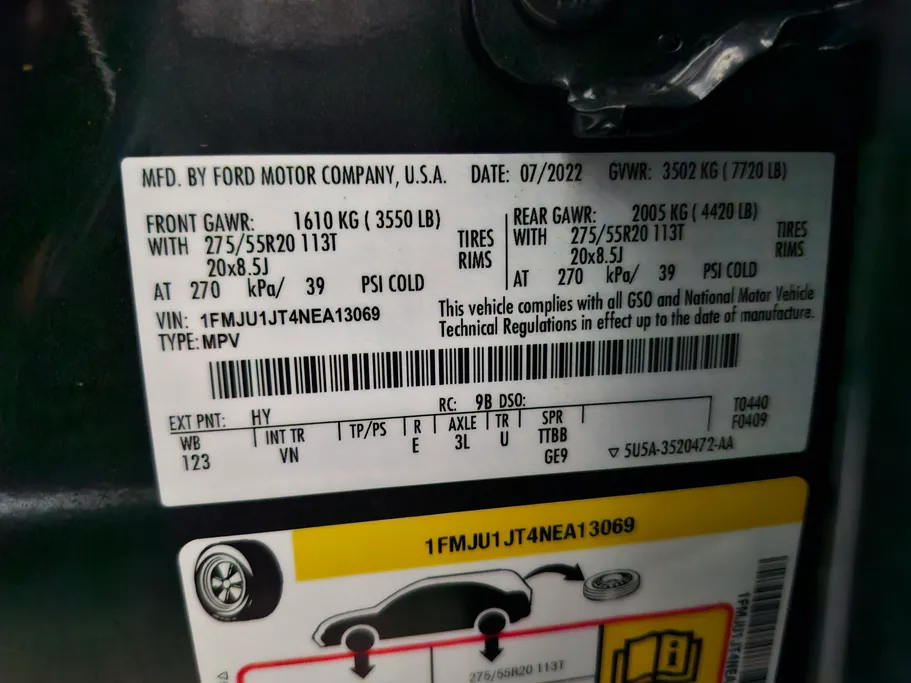 MFD. BY FORD MOTOR COMPANY, U.S.A. DATE: 07/2022 GVWR: 3502 KG ( 7720 LB)
FRONT GAWR: 1610 KG ( 3550 LB) REAR GAWR: 2005 KG ( 4420 LB)
WITH 275/55R20 113T TIRES WITH 275/55R20 113T TIRES
20x8.5J RIMS 20x8.5J RIMS
AT 270 kPa/ 39 PSI COLD AT 270 kPa/ 39 PSI COLD
VIN: 1FMJU1JT4NEA13069 This vehicle complies with all GSO and National Motor Vehicle
TYPE: MPV Technical Regulations in effect up to the date of manufacture.
EXT PNT: HY RC: 9B DSO: T0440
WB INT TR TP/PS R AXLE TR SPR F0409
123 VN E 3L U TTBB
GE9 ▽ 5U5A-3520472-AA
1FMJU1JT4NEA13069
275/55R20 113T
i
1FMJU1JT4NEA